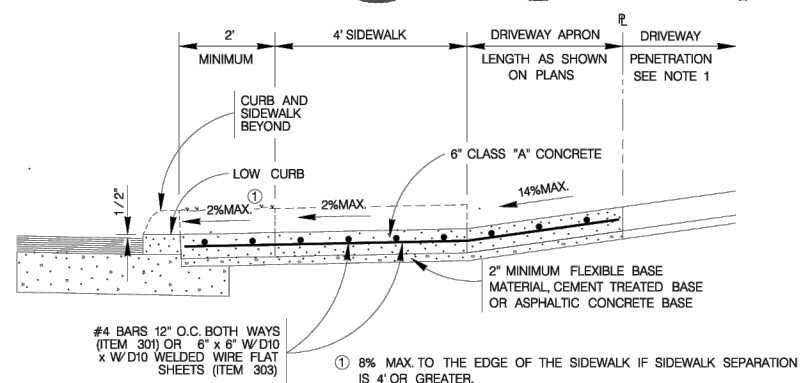 2'
MINIMUM
4' SIDEWALK
DRIVEWAY APRON
LENGTH AS SHOWN
ON PLANS
℄
DRIVEWAY
PENETRATION
SEE NOTE 1
CURB AND
SIDEWALK
BEYOND
LOW CURB
6" CLASS "A" CONCRETE
1/2"
①
2%MAX.
2%MAX.
14%MAX.
2" MINIMUM FLEXIBLE BASE
MATERIAL, CEMENT TREATED BASE
OR ASPHALTIC CONCRETE BASE
#4 BARS 12" O.C. BOTH WAYS
(ITEM 301) OR 6" x 6" W/D10
x W/D10 WELDED WIRE FLAT
SHEETS (ITEM 303)
① 8% MAX. TO THE EDGE OF THE SIDEWALK IF SIDEWALK SEPARATION
IS 4' OR GREATER.